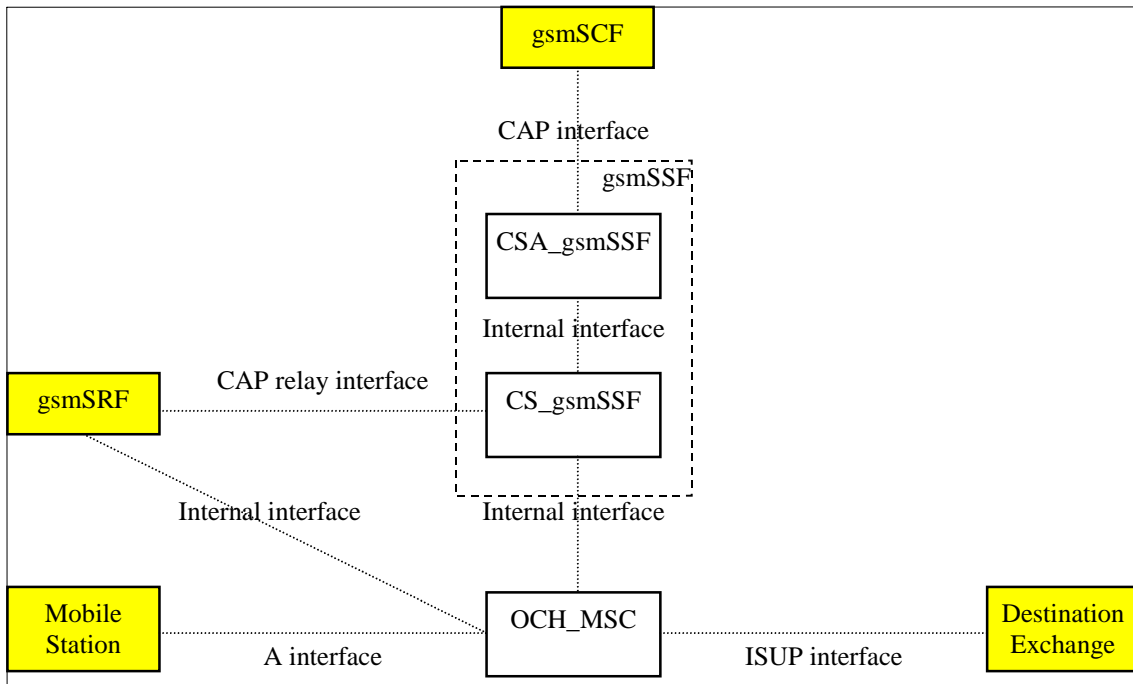 gsmSCF
CAP interface
gsmSSF
CSA_gsmSSF
Internal interface
CAP relay interface
gsmSRF
CS_gsmSSF
Internal interface
Internal interface
Mobile
Station
A interface
OCH_MSC
ISUP interface
Destination
Exchange